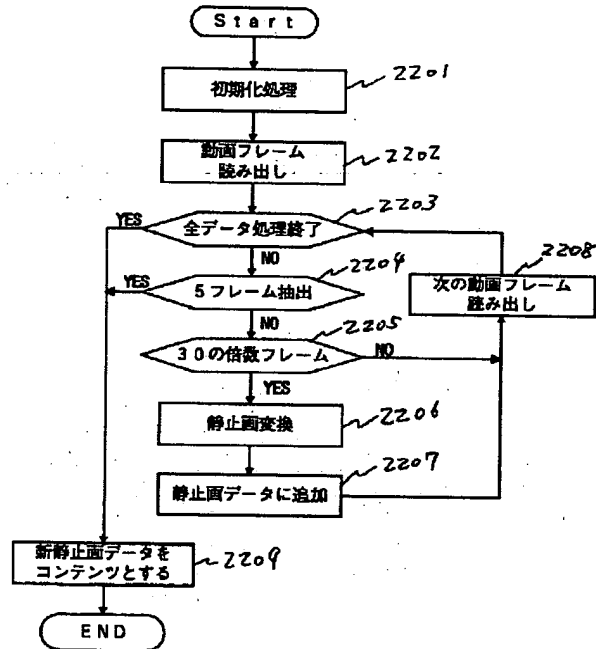 Start
初期化処理
2201
動画フレーム
読み出し
2202
全データ処理終了
2203
YES
NO
5フレーム抽出
2204
YES
NO
30の倍数フレーム
2205
NO
YES
静止画変換
2206
静止画データに追加
2207
次の動画フレーム
読み出し
2208
新静止画データを
コンテンツとする
2209
END